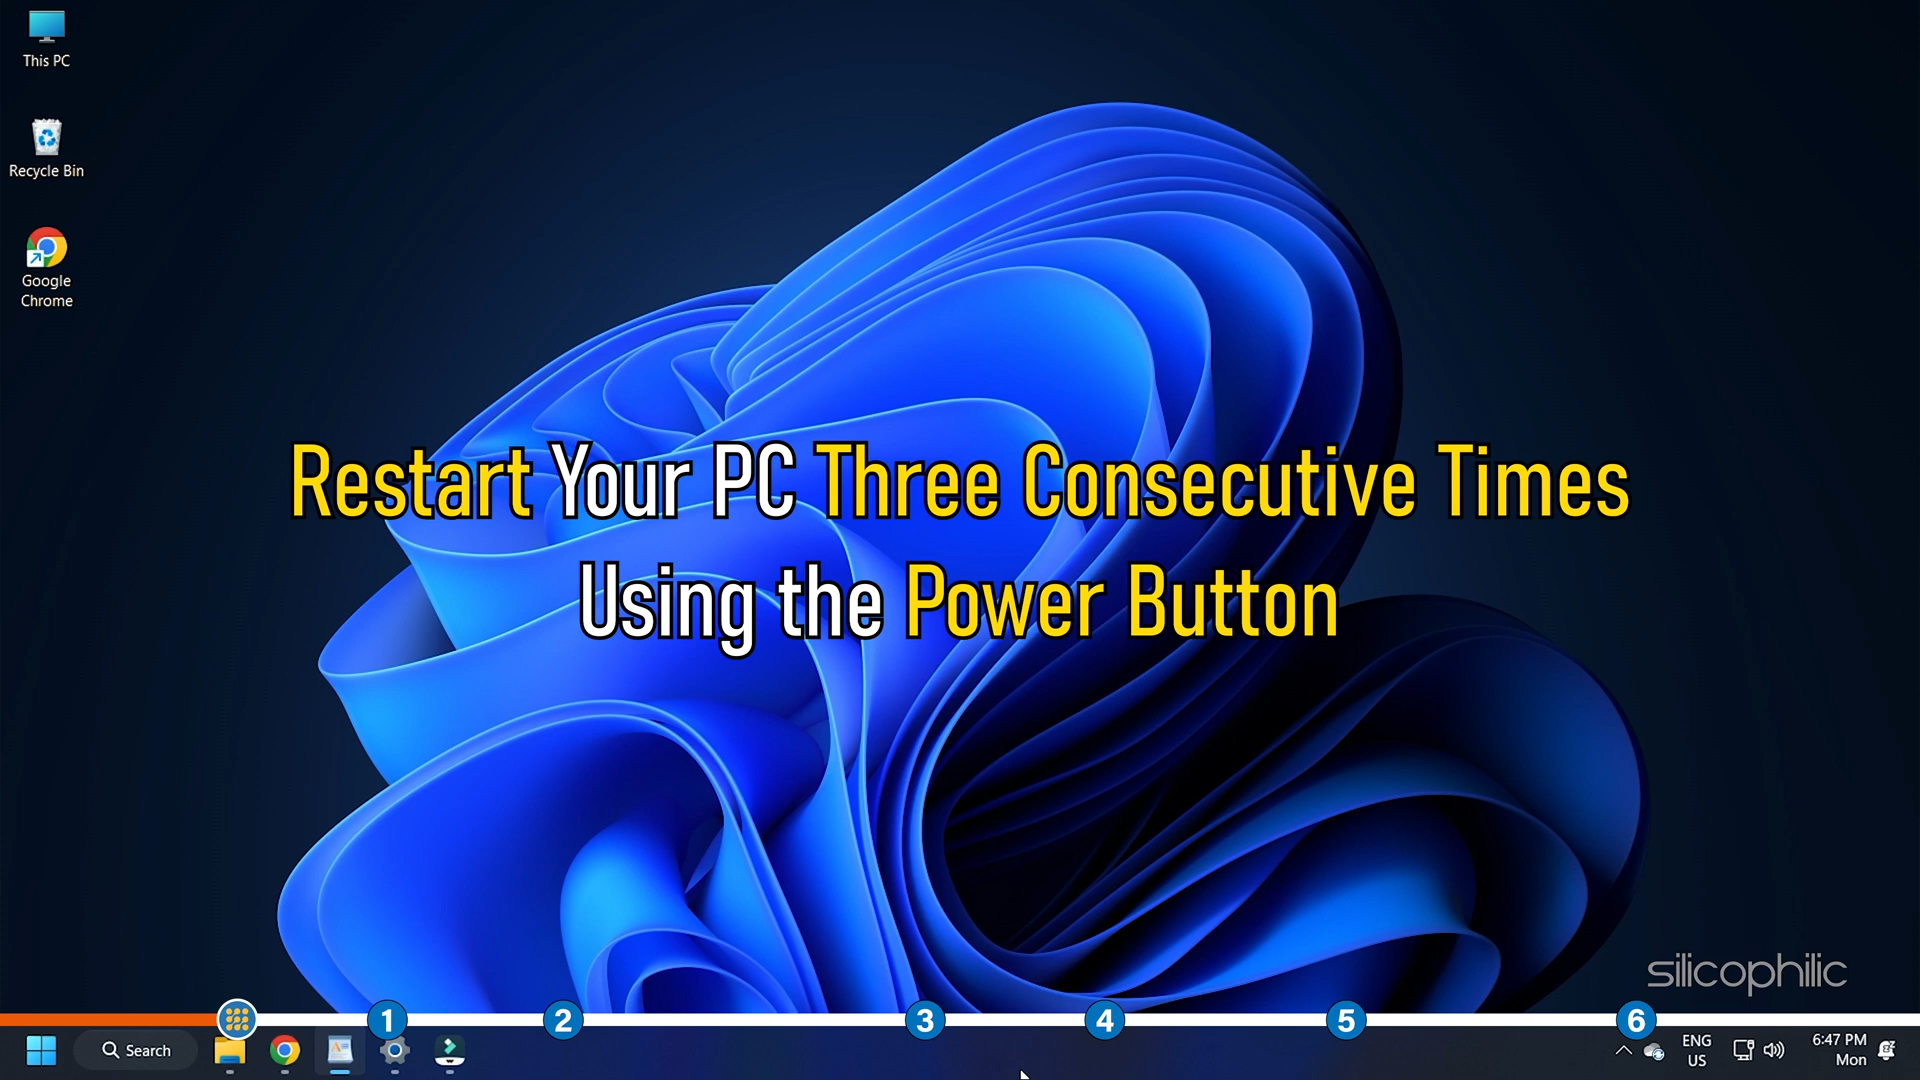 This PC
Recycle Bin
Google
Chrome
Restart Your PC Three Consecutive Times
Using the Power Button
silicophilic
1 2 3 4 5 6
Search
ENG
US
6:47 PM
Mon